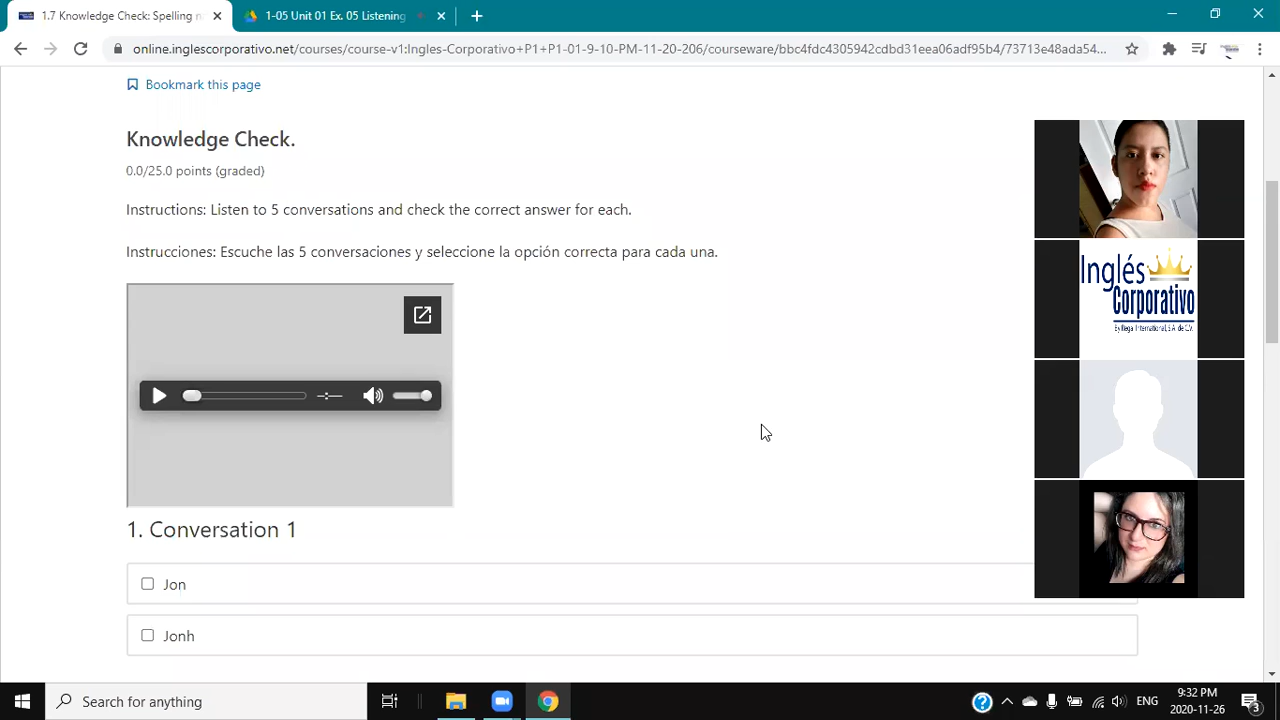 1.7 Knowledge Check: Spelling n
1-05 Unit 01 Ex. 05 Listening
online.inglescorporativo.net/courses/course-v1:Ingles-Corporativo+P1+P1-01-9-10-PM-11-20-206/courseware/bbc4fdc4305942cdbd31eea06adf95b4/73713e48ada54...
Bookmark this page
Knowledge Check.
0.0/25.0 points (graded)
Instructions: Listen to 5 conversations and check the correct answer for each.
Instrucciones: Escuche las 5 conversaciones y seleccione la opción correcta para cada una.
Inglés
Corporativo
-:--
1. Conversation 1
Jon
Jonh
Search for anything
ENG
9:32 PM
2020-11-26
3